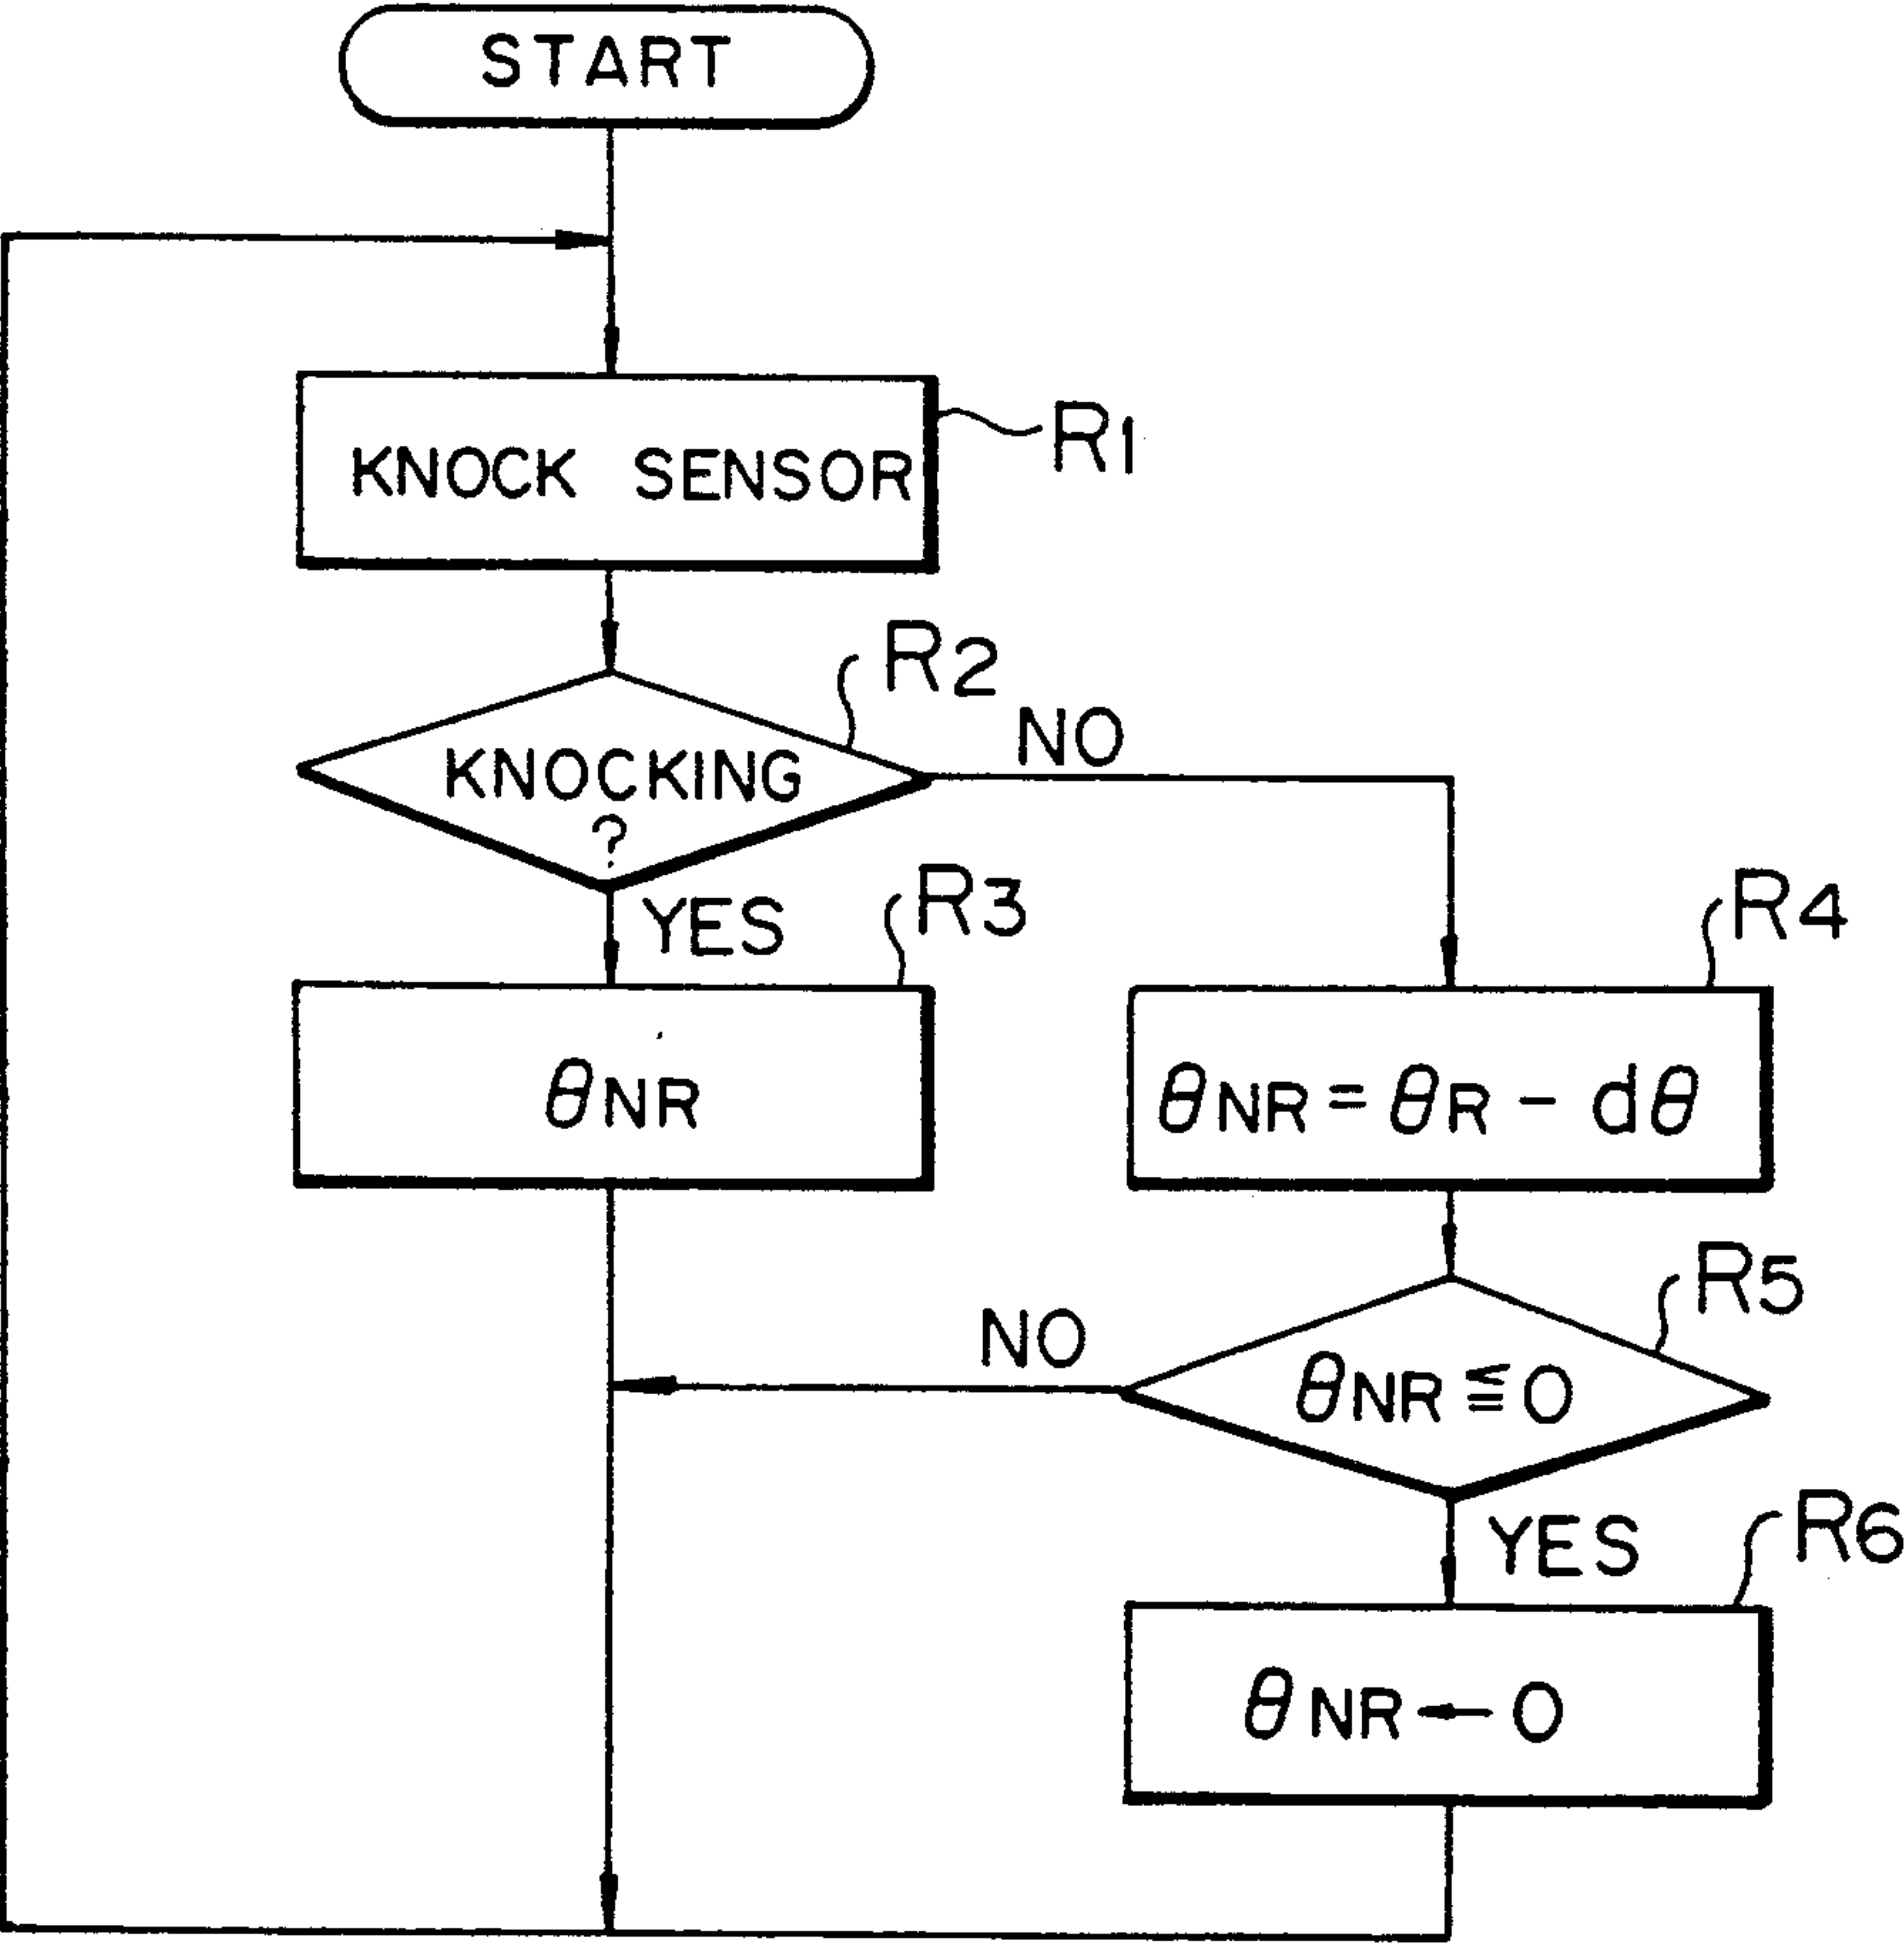 START
KNOCK SENSOR
R1
R2
KNOCKING
?
NO
YES
R3
R4
θNR
θNR = θR - dθ
R5
NO
θNR ≦ 0
YES
R6
θNR ← 0